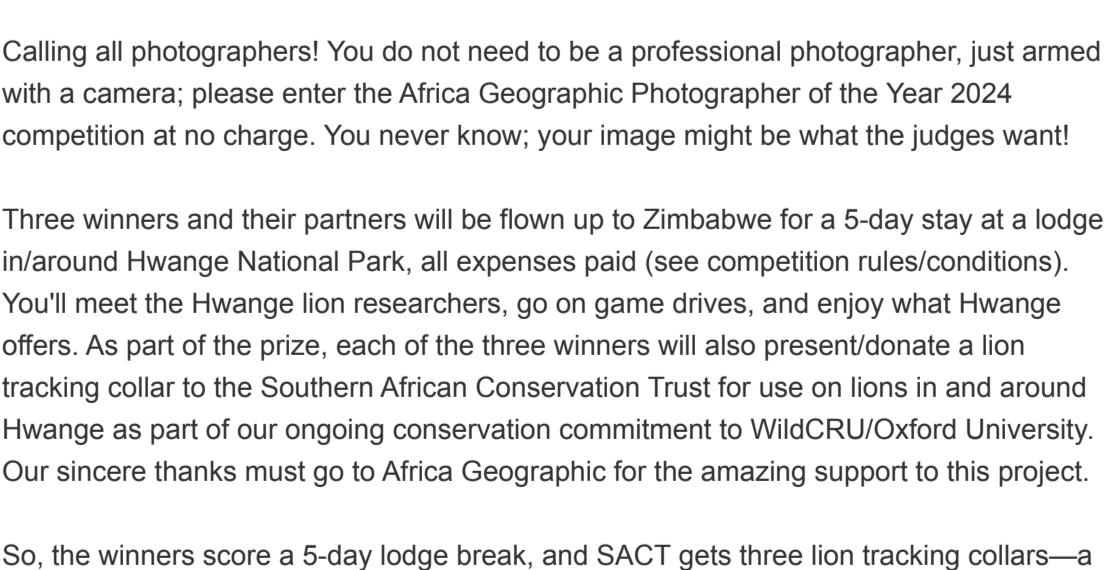 Calling all photographers! You do not need to be a professional photographer, just armed
with a camera; please enter the Africa Geographic Photographer of the Year 2024
competition at no charge. You never know; your image might be what the judges want!
Three winners and their partners will be flown up to Zimbabwe for a 5-day stay at a lodge
in/around Hwange National Park, all expenses paid (see competition rules/conditions).
You'll meet the Hwange lion researchers, go on game drives, and enjoy what Hwange
offers. As part of the prize, each of the three winners will also present/donate a lion
tracking collar to the Southern African Conservation Trust for use on lions in and around
Hwange as part of our ongoing conservation commitment to WildCRU/Oxford University.
Our sincere thanks must go to Africa Geographic for the amazing support to this project.
So, the winners score a 5-day lodge break, and SACT gets three lion tracking collars—a